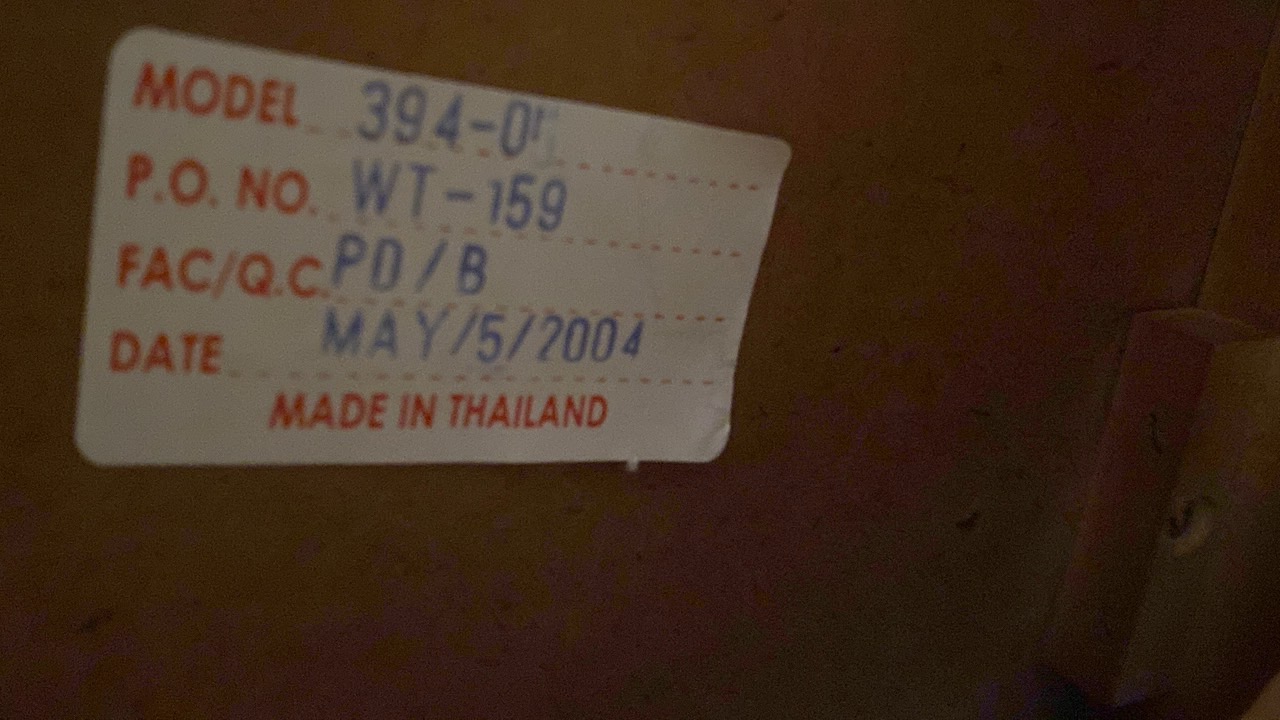 MODEL 394-0
P.O. NO. WT-159
FAC/Q.C. PD/B
DATE MAY/5/2004
MADE IN THAILAND